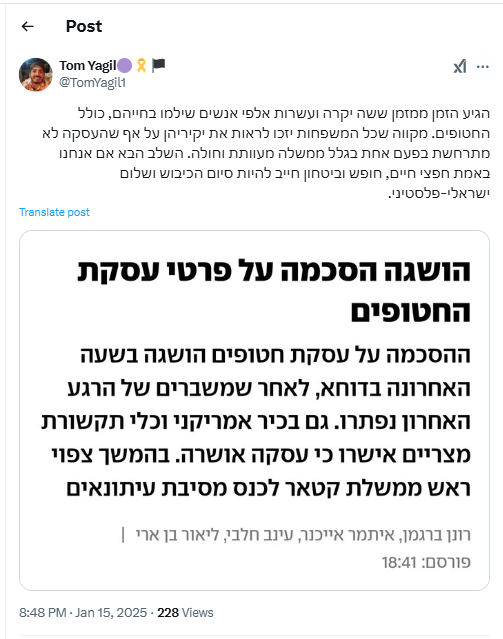 Post
Tom Yagil
@TomYagil1
הגיע הזמן ממזמן ששה יקרה ועשרות אלפי אנשים שילמו בחייהם, כולל
החטופים. מקווה שכל המשפחות יזכו לראות את יקיריהן על אף שהעסקה לא
מתרחשת בפעם אחת בגלל ממשלה מעוותת וחולה. השלב הבא אם אנחנו
באמת חפצי חיים, חופש וביטחון חייב להיות סיום הכיבוש ושלום
ישראלי-פלסטיני.
Translate post
הושגה הסכמה על פרטי עסקת
החטופים
ההסכמה על עסקת חטופים הושגה בשעה
האחרונה בדוחא, לאחר שמשברים של הרגע
האחרון נפתרו. גם בכיר אמריקני וכלי תקשורת
מצריים אישרו כי עסקה אושרה. בהמשך צפוי
ראש ממשלת קטאר לכנס מסיבת עיתונאים
רונן ברגמן, איתמר אייכנר, עינב חלבי, ליאור בן ארי |
פורסם: 18:41
8:48 PM · Jan 15, 2025 · 228 Views